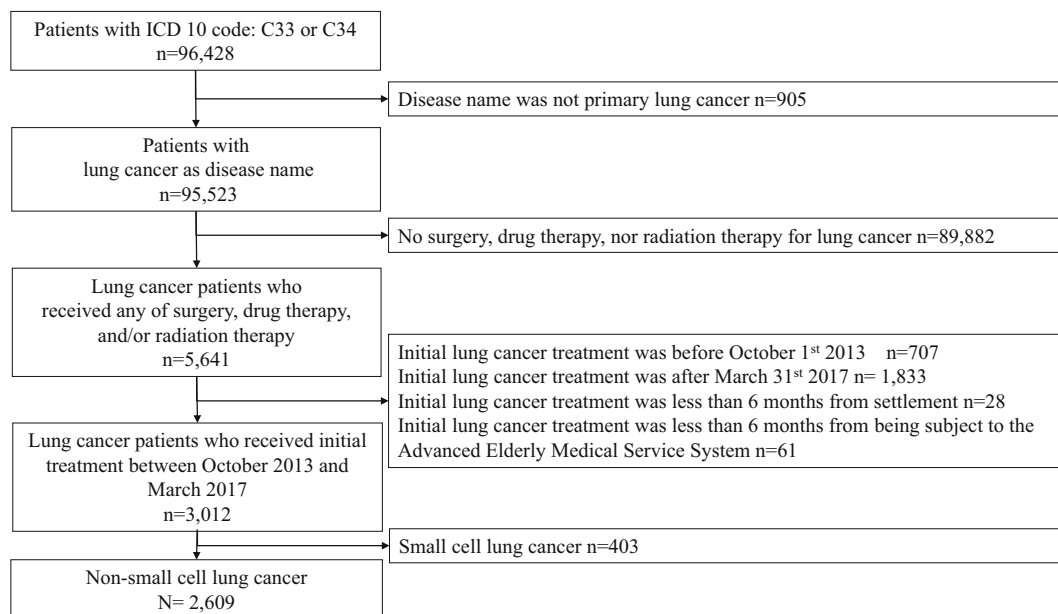 Patients with ICD 10 code: C33 or C34
n=96,428
Disease name was not primary lung cancer n=905
Patients with
lung cancer as disease name
n=95,523
No surgery, drug therapy, nor radiation therapy for lung cancer n=89,882
Lung cancer patients who
received any of surgery, drug therapy,
and/or radiation therapy
n=5,641
Initial lung cancer treatment was before October 1st 2013 n=707
Initial lung cancer treatment was after March 31st 2017 n= 1,833
Initial lung cancer treatment was less than 6 months from settlement n=28
Initial lung cancer treatment was less than 6 months from being subject to the
Advanced Elderly Medical Service System n=61
Lung cancer patients who received initial
treatment between October 2013 and
March 2017
n=3,012
Small cell lung cancer n=403
Non-small cell lung cancer
N= 2,609